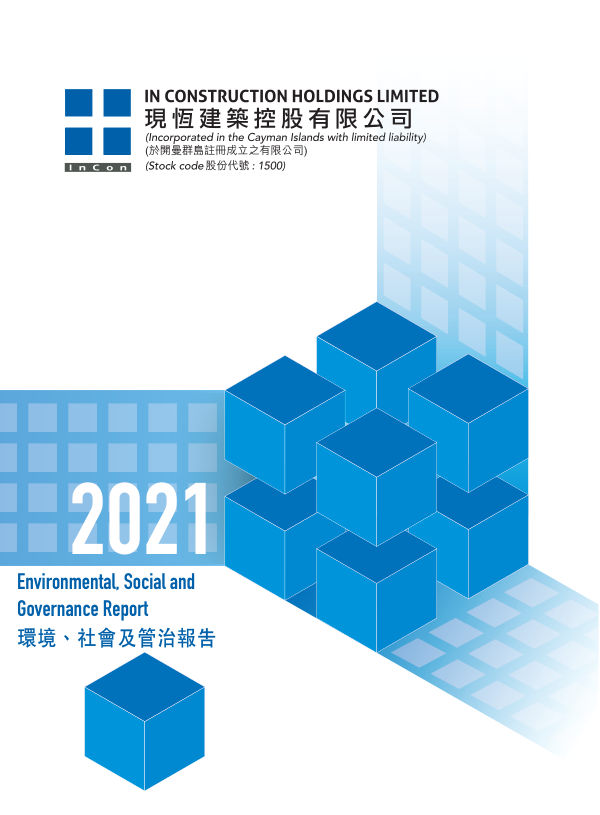 IN CONSTRUCTION HOLDINGS LIMITED
現恆建築控股有限公司
(Incorporated in the Cayman Islands with limited liability)
(於開曼群島註冊成立之有限公司)
(Stock code 股份代號 : 1500)
InCon
2021
Environmental, Social and
Governance Report
環境、社會及管治報告